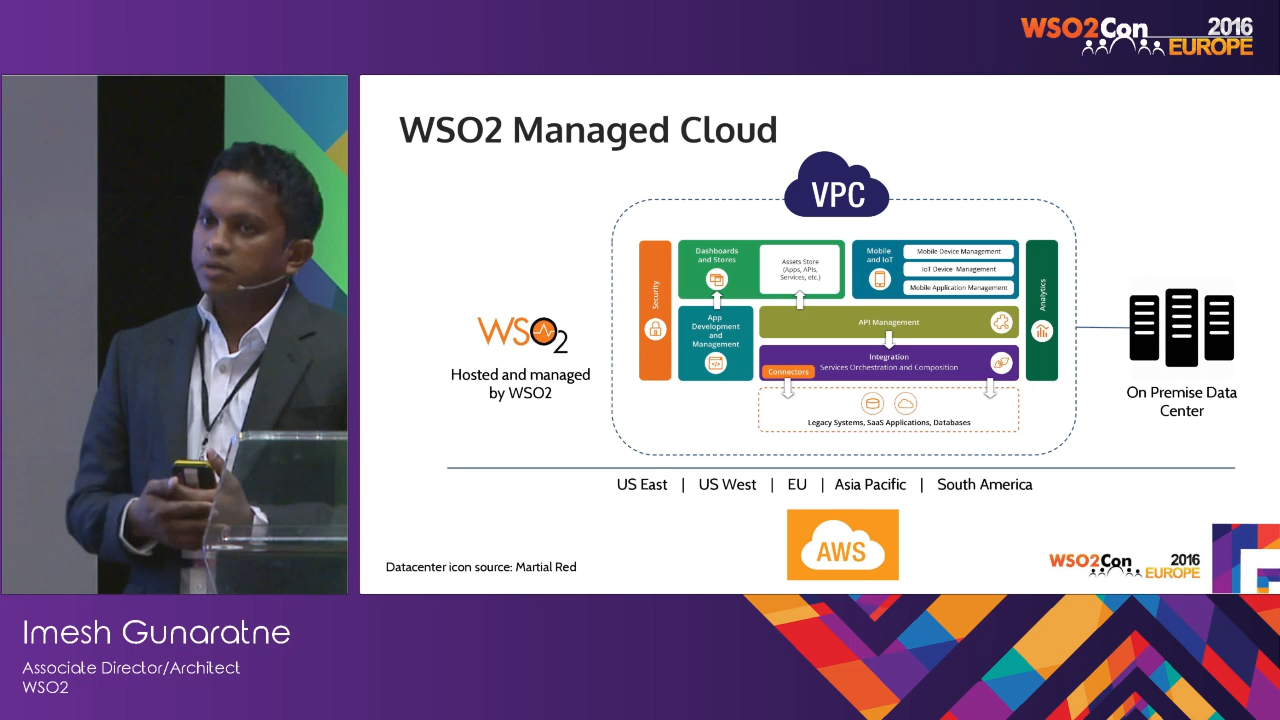 WSO2Con 2016
EUROPE
WSO2 Managed Cloud
VPC
Security
Dashboards
and Stores
Assets Store
(Apps, APIs,
Services, etc.)
Mobile
and IoT
Mobile Device Management
IoT Device Management
Mobile Application Management
Analytics
App
Development
and
Management
API Management
Integration
Services Orchestration and Composition
Connectors
Legacy Systems, SaaS Applications, Databases
WSO2
Hosted and managed
by WSO2
On Premise Data
Center
US East | US West | EU | Asia Pacific | South America
AWS
Datacenter icon source: Martial Red
WSO2Con 2016
EUROPE
Imesh Gunaratne
Associate Director/Architect
WSO2